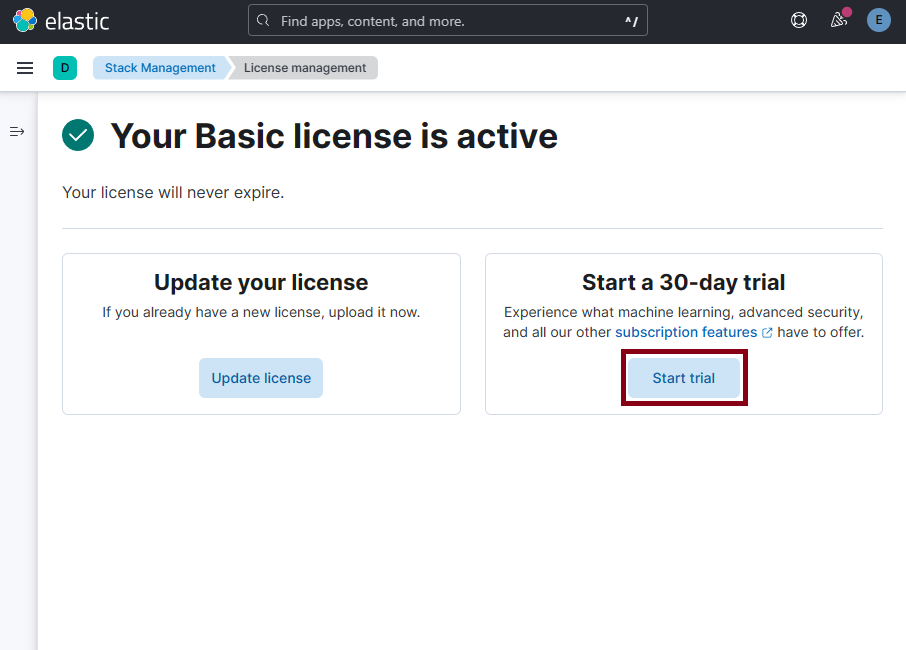 elastic
Find apps, content, and more.
^/
E
D
Stack Management
License management
Your Basic license is active
Your license will never expire.
Update your license
If you already have a new license, upload it now.
Update license
Start a 30-day trial
Experience what machine learning, advanced security,
and all our other subscription features have to offer.
Start trial